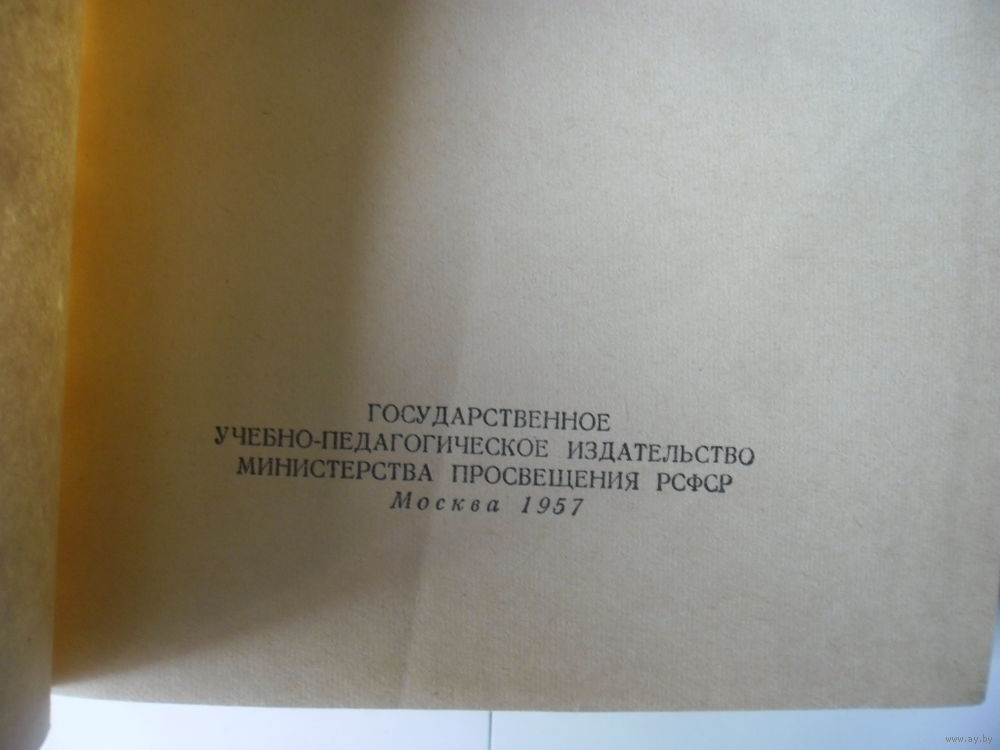 ГОСУДАРСТВЕННОЕ
УЧЕБНО-ПЕДАГОГИЧЕСКОЕ ИЗДАТЕЛЬСТВО
МИНИСТЕРСТВА ПРОСВЕЩЕНИЯ РСФСР
Москва 1957
www.ay.by